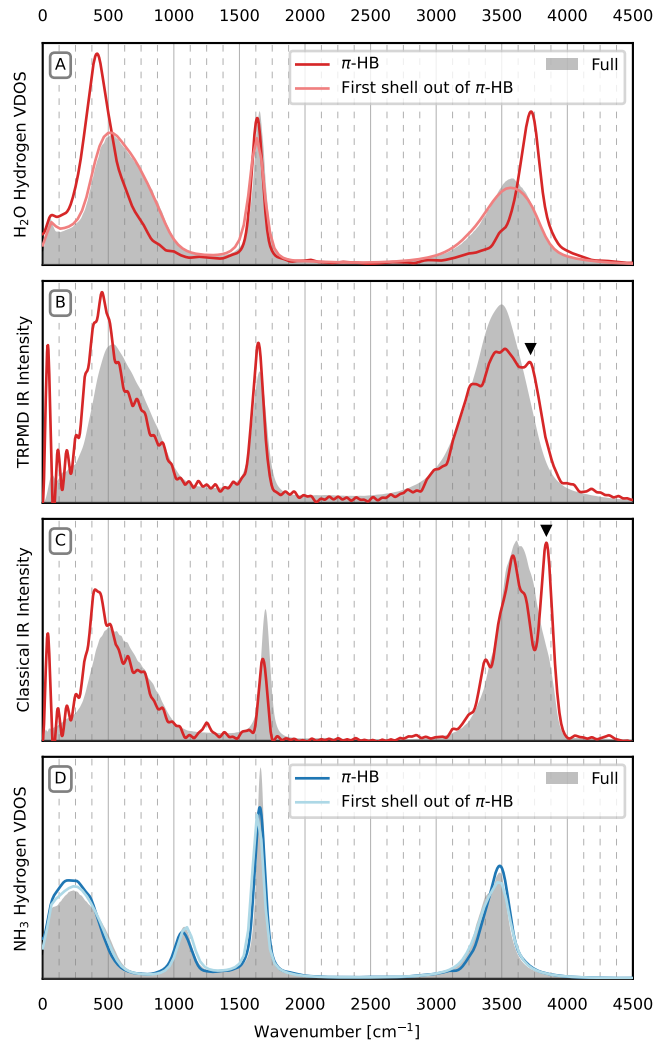 0 500 1000 1500 2000 2500 3000 3500 4000 4500
A
π-HB
First shell out of π-HB
Full
H₂O Hydrogen VDOS
B
TRPMD IR Intensity
C
Classical IR Intensity
D
π-HB
First shell out of π-HB
Full
NH₃ Hydrogen VDOS
0 500 1000 1500 2000 2500 3000 3500 4000 4500
Wavenumber [cm⁻¹]